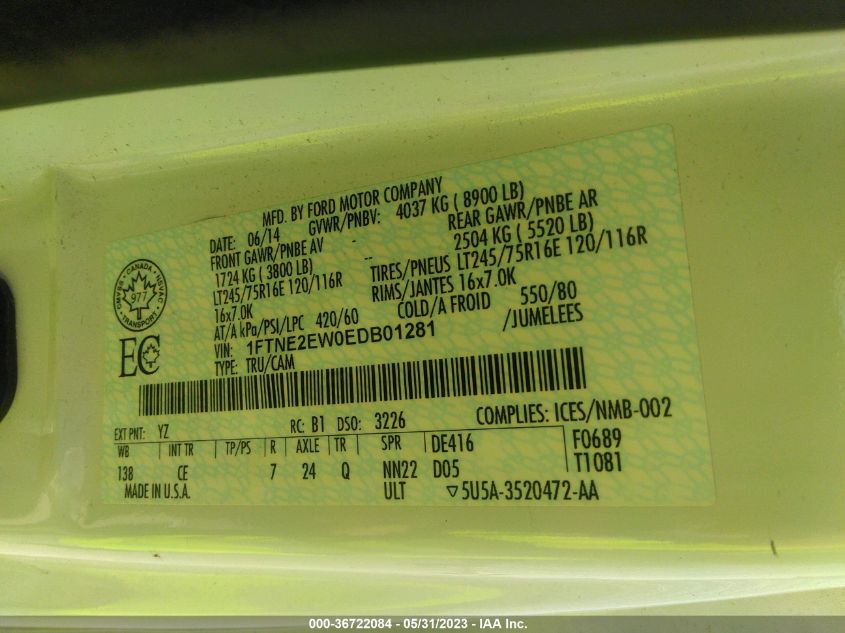 MFD. BY FORD MOTOR COMPANY
DATE: 06/14 GVWR/PNBV: 4037 KG ( 8900 LB)
FRONT GAWR/PNBE AV -- REAR GAWR/PNBE AR
1724 KG ( 3800 LB) -- 2504 KG ( 5520 LB)
LT245/75R16E 120/116R TIRES/PNEUS LT245/75R16E 120/116R
16x7.0K RIMS/JANTES 16x7.0K
AT/A kPa/PSI/LPC 420/60 COLD/A FROID 550/80
VIN: 1FTNE2EW0EDB01281 /JUMELEES
TYPE: TRU/CAM
CANADA
977
TRANSPORT
EC
EXT PNT: YZ RC: B1 DSO: 3226 COMPLIES: ICES/NMB-002
WB INT TR TP/PS R AXLE TR SPR DE416 F0689
138 CE 7 24 Q NN22 D05 T1081
MADE IN U.S.A. ULT ▽5U5A-3520472-AA
000-36722084 - 05/31/2023 - IAA Inc.